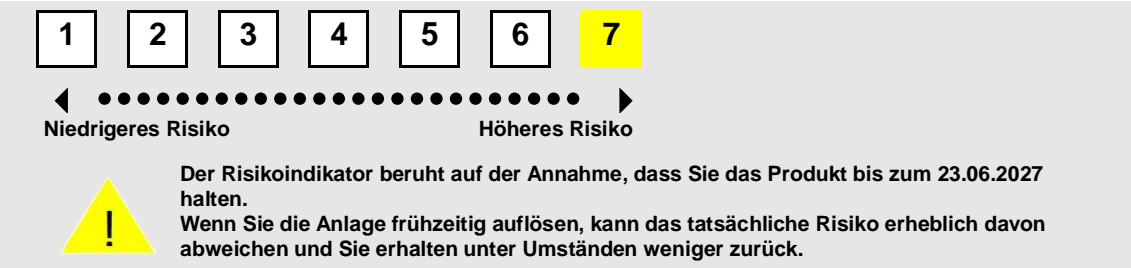 1 2 3 4 5 6 7
Niedrigeres Risiko Höheres Risiko
Der Risikoindikator beruht auf der Annahme, dass Sie das Produkt bis zum 23.06.2027
halten.
Wenn Sie die Anlage frühzeitig auflösen, kann das tatsächliche Risiko erheblich davon
abweichen und Sie erhalten unter Umständen weniger zurück.
!